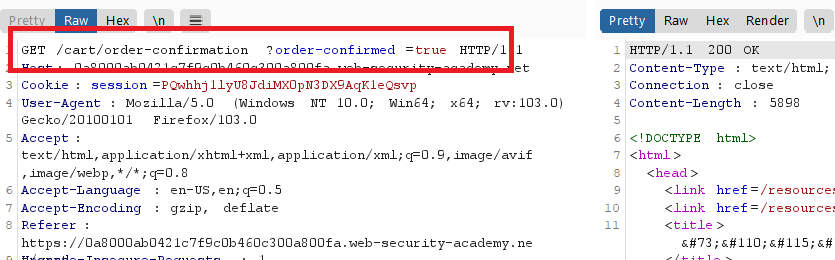 Pretty Raw Hex \n
1 GET /cart/order-confirmation ?order-confirmed =true HTTP/1.1
2 Host : 0a8000ab0421c7f9c0b460c300a800fa.web-security-academy.net
3 Cookie : session =PQwhhj1lyU8JdiMX0pN3DX9AqK1eQsvp
4 User-Agent : Mozilla/5.0 (Windows NT 10.0; Win64; x64; rv:103.0)
Gecko/20100101 Firefox/103.0
5 Accept :
text/html,application/xhtml+xml,application/xml;q=0.9,image/avif
,image/webp,*/*;q=0.8
6 Accept-Language : en-US,en;q=0.5
7 Accept-Encoding : gzip, deflate
8 Referer :
https://0a8000ab0421c7f9c0b460c300a800fa.web-security-academy.ne
9 Upgrade-Insecure-Requests : 1
Pretty Raw Hex Render \n
1 HTTP/1.1 200 OK
2 Content-Type : text/html;
3 Connection : close
4 Content-Length : 5898
5
6 <!DOCTYPE html>
7 <html>
8 <head>
9 <link href=/resources
10 <link href=/resources
11 <title>
&#73;&#110;&#115;&#
</title>